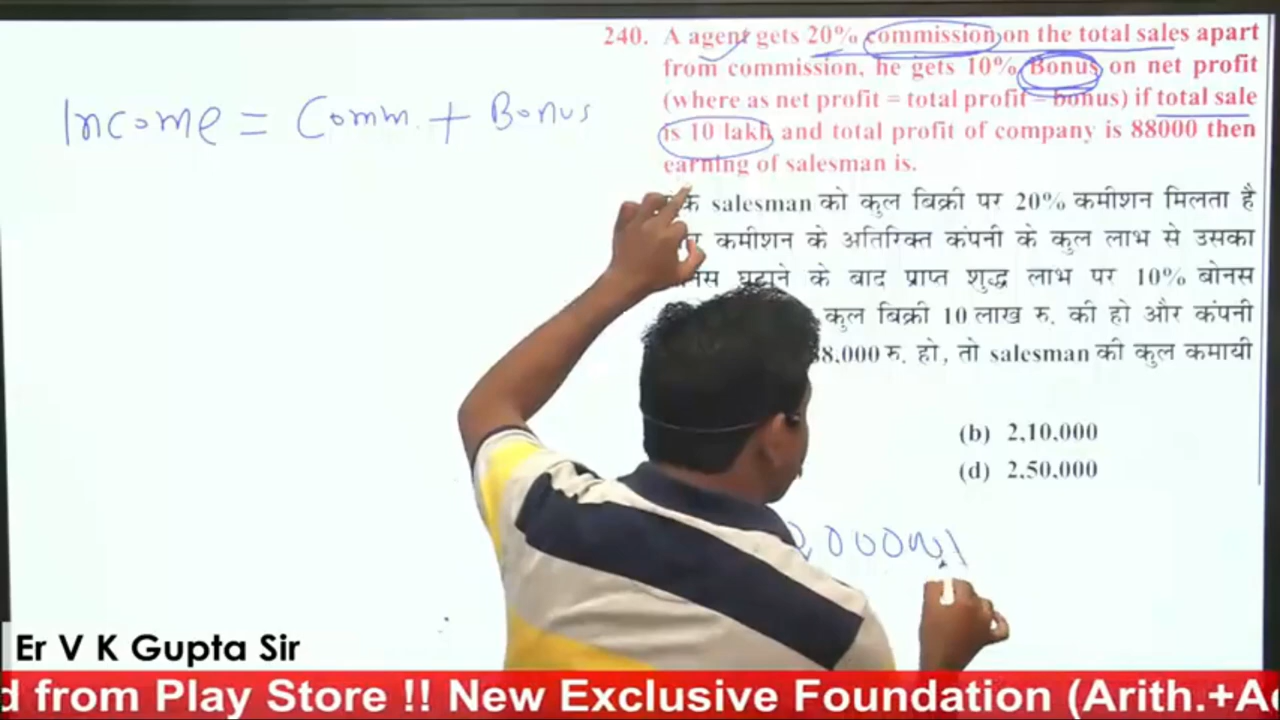 240. A agent gets 20% commission on the total sales apart
from commission, he gets 10% Bonus on net profit
(where as net profit = total profit – bonus) if total sale
is 10 lakh and total profit of company is 88000 then
earning of salesman is.
Income = Comm. + Bonus
salesman को कुल बिक्री पर 20% कमीशन मिलता है
कमीशन के अतिरिक्त कंपनी के कुल लाभ से उसका
घटाने के बाद प्राप्त शुद्ध लाभ पर 10% बोनस
कुल बिक्री 10 लाख रु. की हो और कंपनी
88,000 रु. हो, तो salesman की कुल कमायी
(b) 2,10,000
(d) 2,50,000
Er V K Gupta Sir
d from Play Store !! New Exclusive Foundation (Arith.+Ad